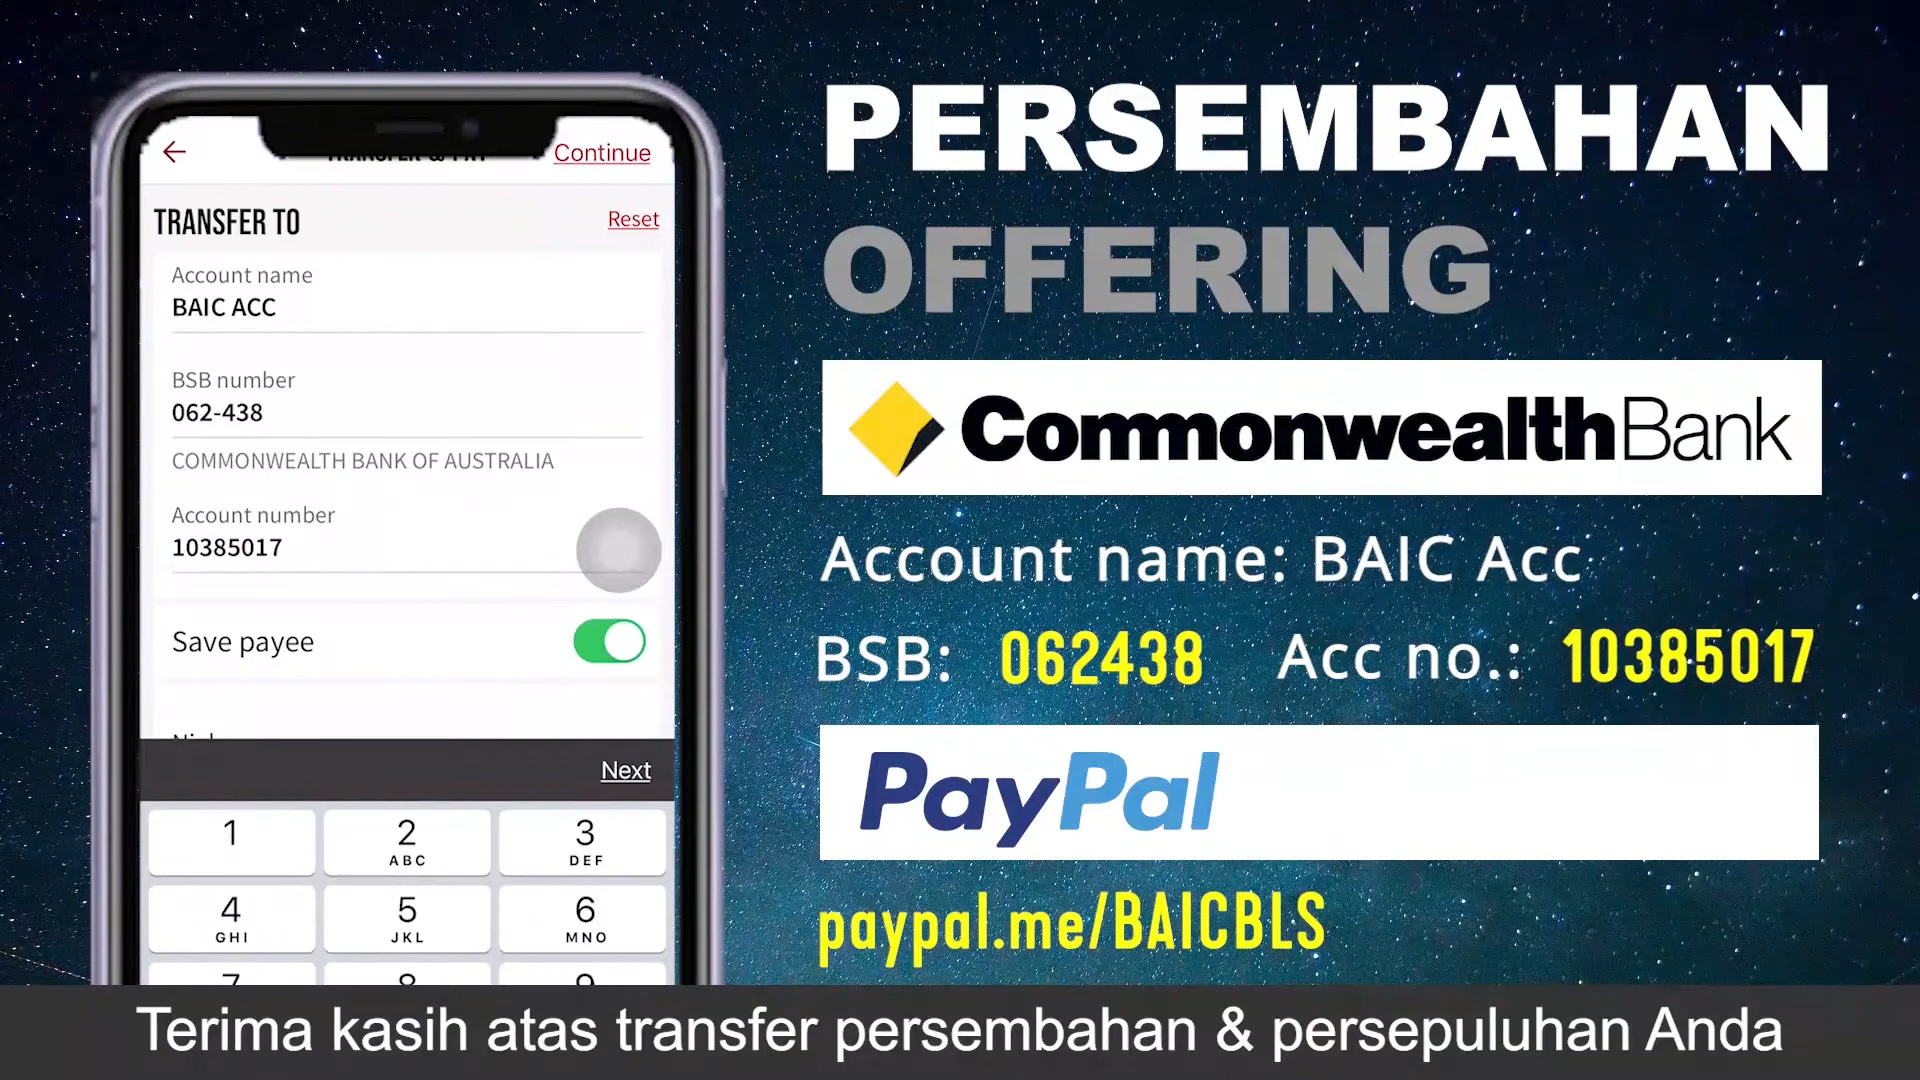 Continue
TRANSFER TO
Reset
Account name
BAIC ACC
BSB number
062-438
COMMONWEALTH BANK OF AUSTRALIA
Account number
10385017
Save payee
Next
1
2
ABC
3
DEF
4
GHI
5
JKL
6
MNO
PERSEMBAHAN
OFFERING
CommonwealthBank
Account name: BAIC Acc
BSB: 062438 Acc no.: 10385017
PayPal
paypal.me/BAICBLS
Terima kasih atas transfer persembahan & persepuluhan Anda